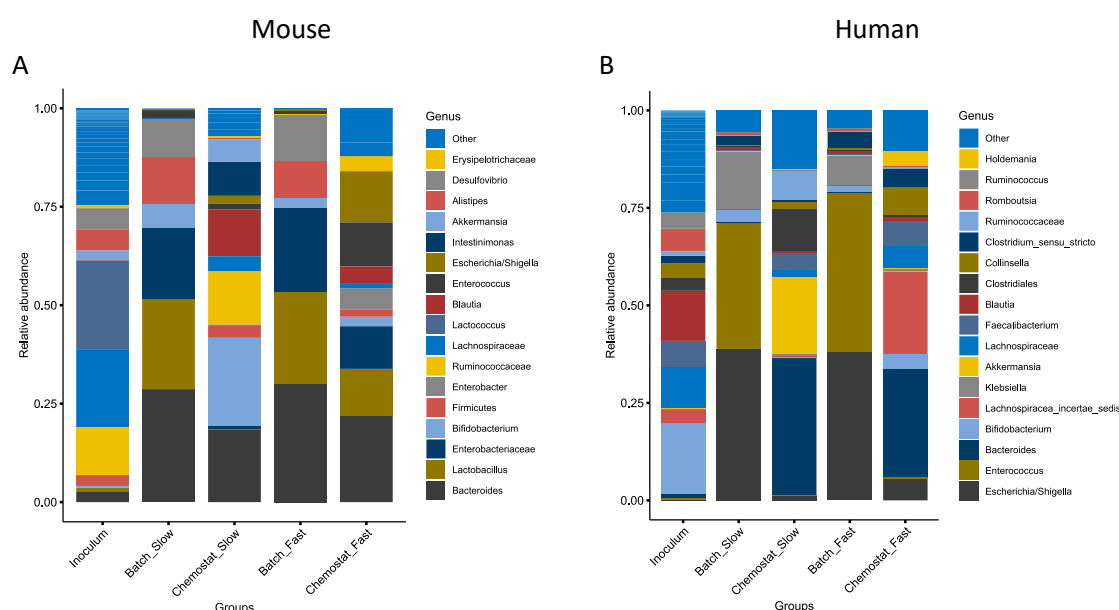 Mouse
Human
A
B
Relative abundance
1.00
0.75
0.50
0.25
0.00
Inoculum
Batch_Slow
Chemostat_Slow
Batch_Fast
Chemostat_Fast
Groups
Genus
Other
Erysipelotrichaceae
Desulfovibrio
Alistipes
Akkermansia
Intestinimonas
Escherichia/Shigella
Enterococcus
Blautia
Lactococcus
Lachnospiraceae
Ruminococcaceae
Enterobacter
Firmicutes
Bifidobacterium
Enterobacteriaceae
Lactobacillus
Bacteroides
Relative abundance
1.00
0.75
0.50
0.25
0.00
Inoculum
Batch_Slow
Chemostat_Slow
Batch_Fast
Chemostat_Fast
Groups
Genus
Other
Holdemania
Ruminococcus
Romboutsia
Ruminococcaceae
Clostridium_sensu_stricto
Collinsella
Clostridiales
Blautia
Faecalibacterium
Lachnospiraceae
Akkermansia
Klebsiella
Lachnospiracea_incertae_sedis
Bifidobacterium
Bacteroides
Enterococcus
Escherichia/Shigella